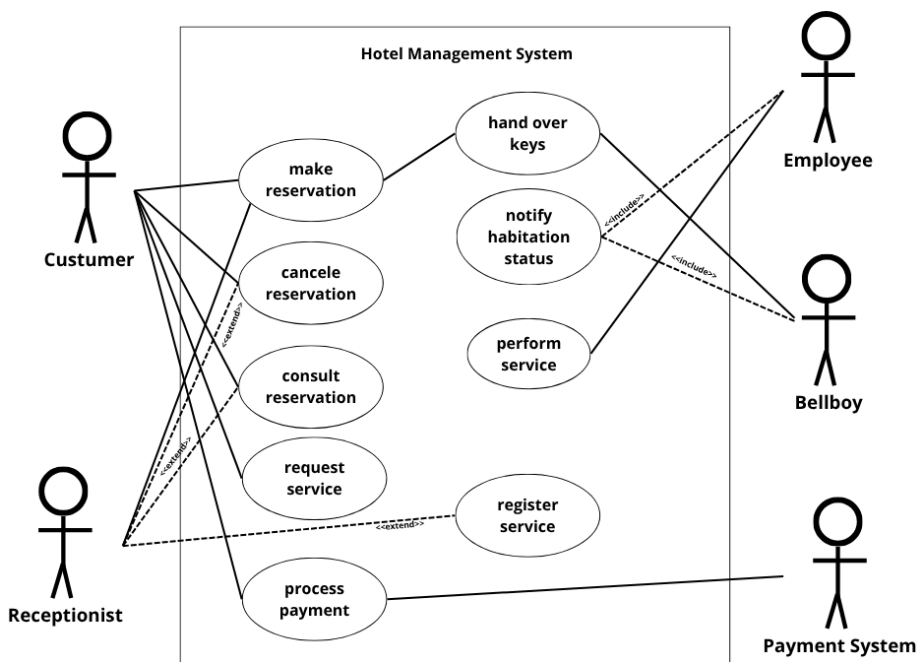 Hotel Management System
Custumer
Receptionist
make
reservation
cancele
reservation
consult
reservation
request
service
process
payment
hand over
keys
notify
habitation
status
perform
service
register
service
<<extend>>
<<extend>>
<<extend>>
<<include>>
<<include>>
Employee
Bellboy
Payment System